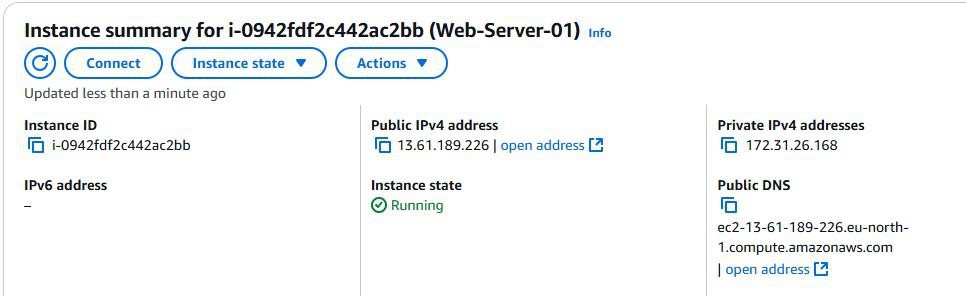 Instance summary for i-0942fdf2c442ac2bb (Web-Server-01) Info
Connect Instance state Actions
Updated less than a minute ago
Instance ID
i-0942fdf2c442ac2bb
Public IPv4 address
13.61.189.226 | open address
Private IPv4 addresses
172.31.26.168
IPv6 address
–
Instance state
Running
Public DNS
ec2-13-61-189-226.eu-north-
1.compute.amazonaws.com
| open address